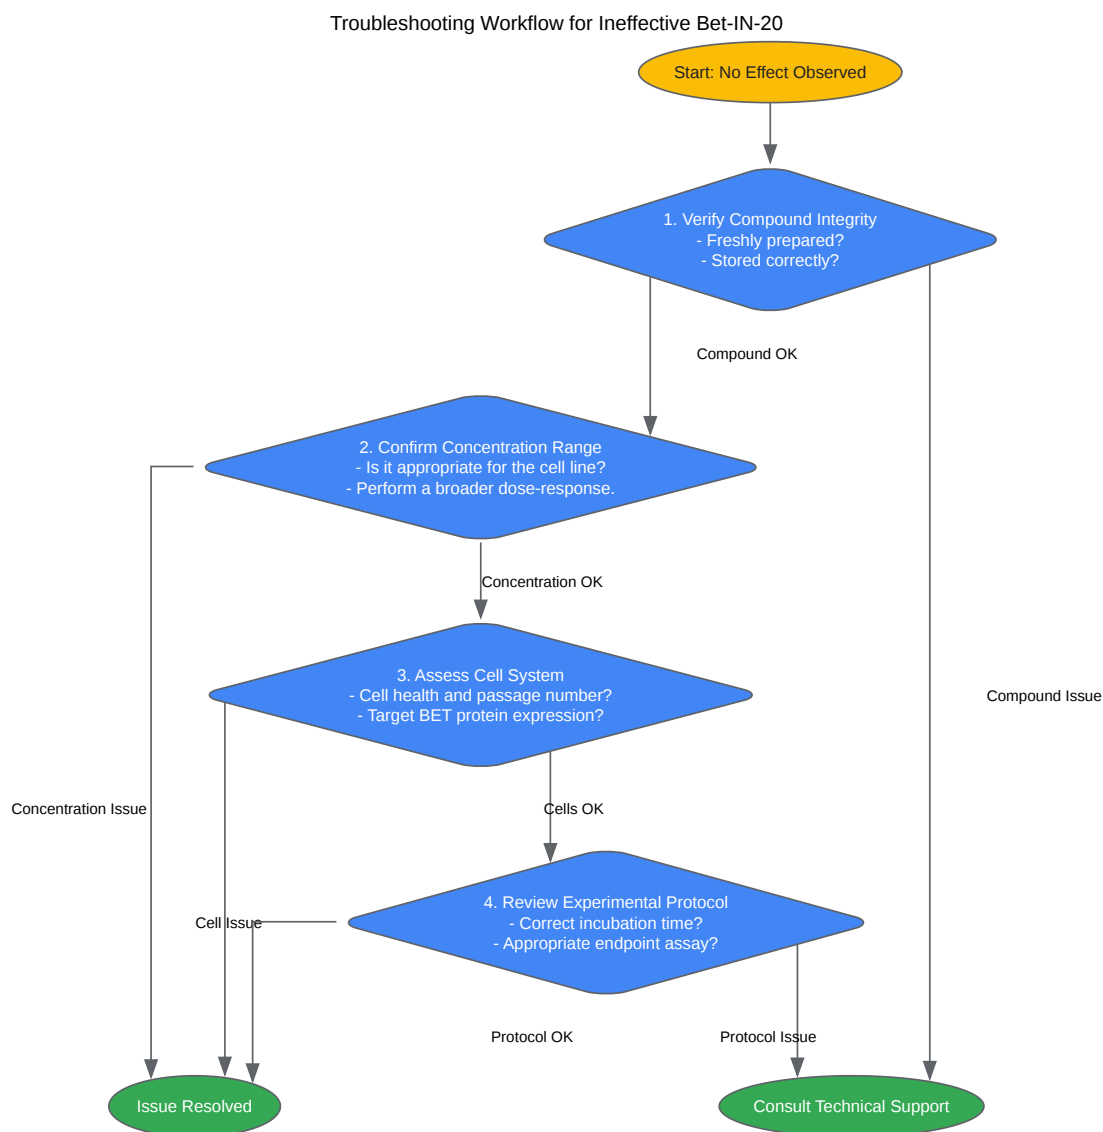 Troubleshooting Workflow for Ineffective Bet-IN-20
Start: No Effect Observed
1. Verify Compound Integrity
- Freshly prepared?
- Stored correctly?
Compound OK
2. Confirm Concentration Range
- Is it appropriate for the cell line?
- Perform a broader dose-response.
Concentration OK
3. Assess Cell System
- Cell health and passage number?
- Target BET protein expression?
Compound Issue
Concentration Issue
Cells OK
4. Review Experimental Protocol
- Correct incubation time?
- Appropriate endpoint assay?
Cell Issue
Protocol OK
Protocol Issue
Issue Resolved
Consult Technical Support